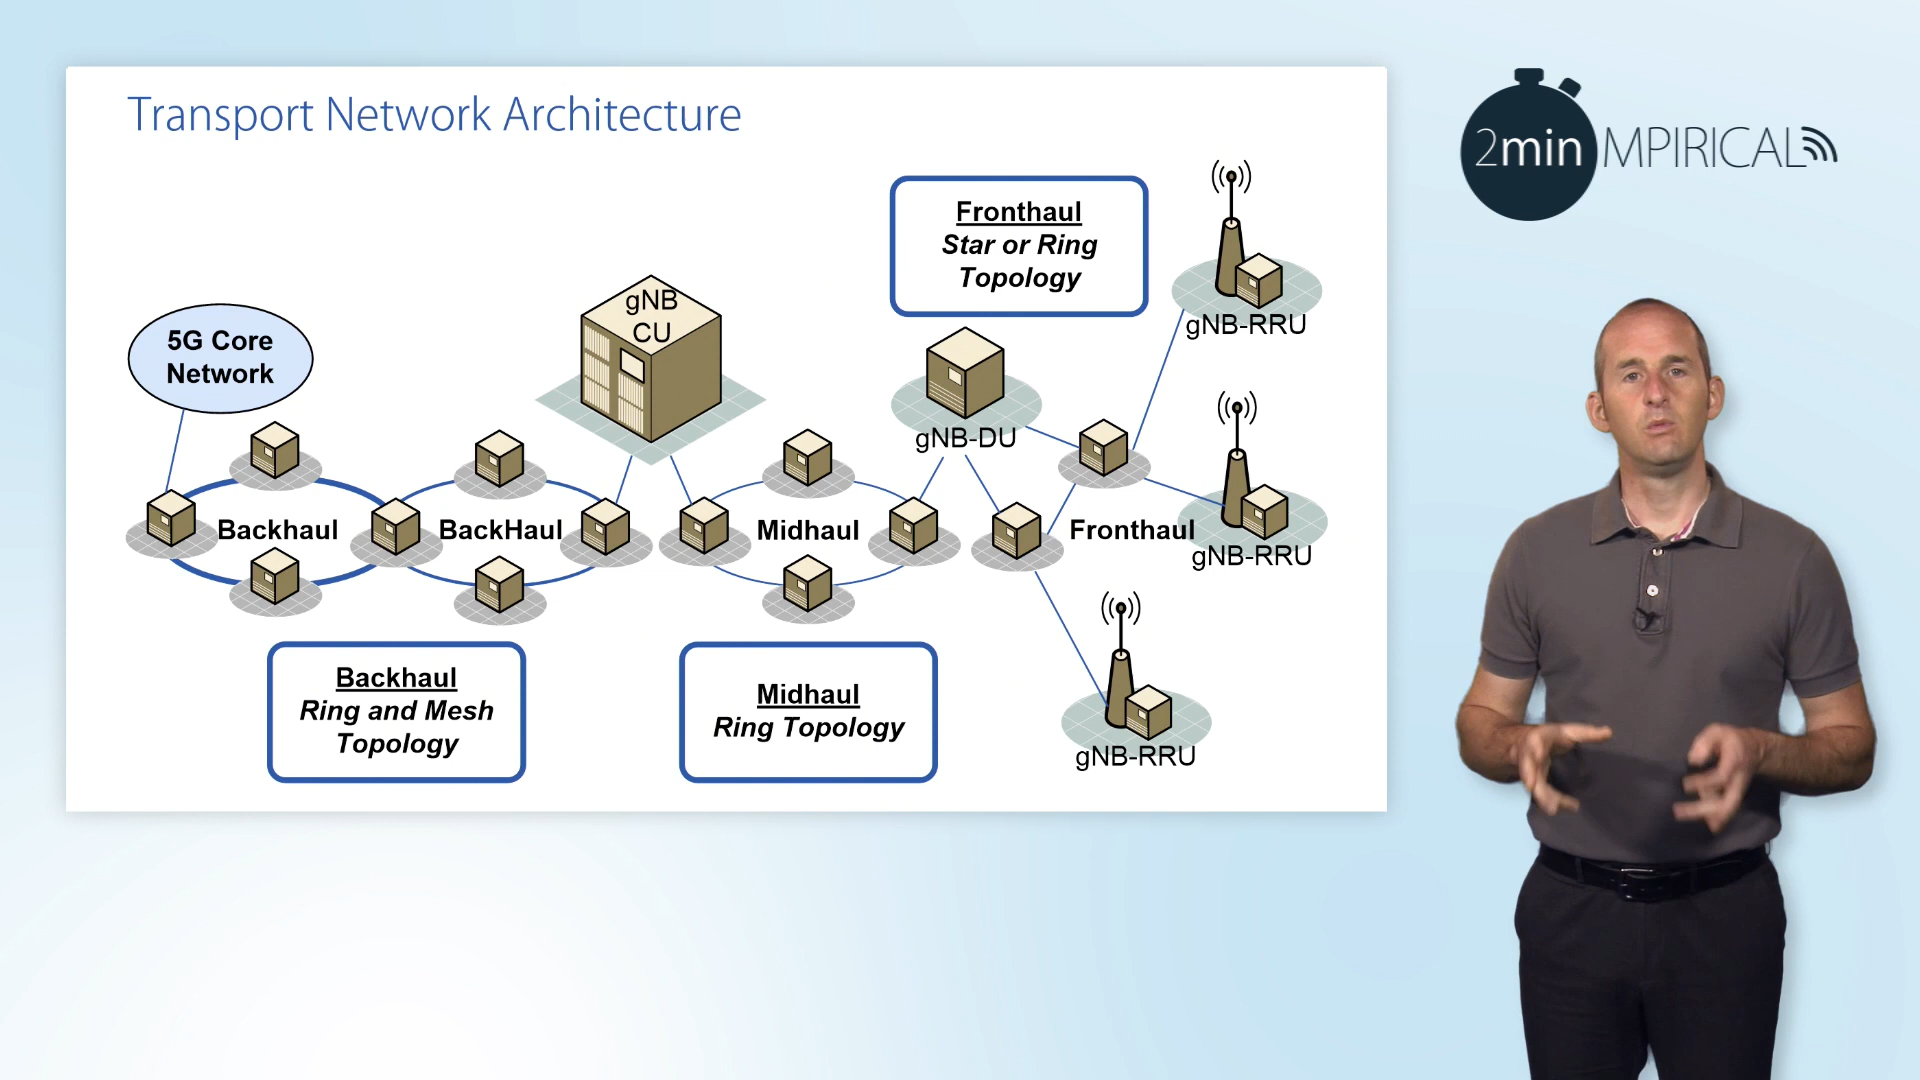 Transport Network Architecture
2min MPIRICAL
Fronthaul
Star or Ring
Topology
gNB
CU
5G Core
Network
gNB-RRU
gNB-DU
gNB-RRU
Backhaul
BackHaul
Midhaul
Fronthaul
Backhaul
Ring and Mesh
Topology
Midhaul
Ring Topology
gNB-RRU